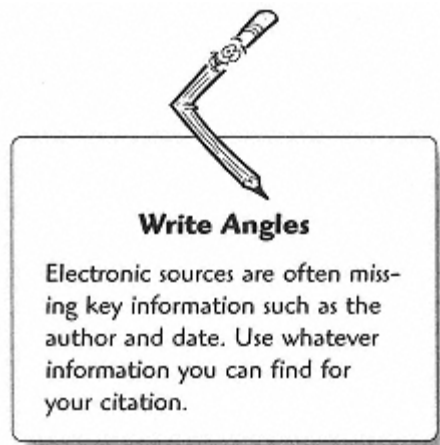 Write Angles
Electronic sources are often miss-
ing key information such as the
author and date. Use whatever
information you can find for
your citation.